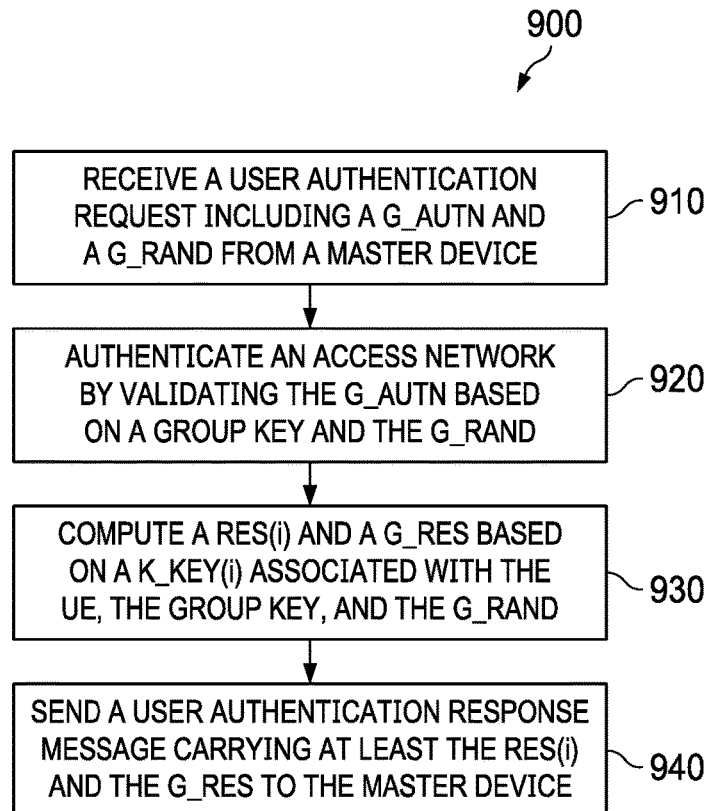 900
RECEIVE A USER AUTHENTICATION
REQUEST INCLUDING A G_AUTN AND
A G_RAND FROM A MASTER DEVICE
910
AUTHENTICATE AN ACCESS NETWORK
BY VALIDATING THE G_AUTN BASED
ON A GROUP KEY AND THE G_RAND
920
COMPUTE A RES(i) AND A G_RES BASED
ON A K_KEY(i) ASSOCIATED WITH THE
UE, THE GROUP KEY, AND THE G_RAND
930
SEND A USER AUTHENTICATION RESPONSE
MESSAGE CARRYING AT LEAST THE RES(i)
AND THE G_RES TO THE MASTER DEVICE
940